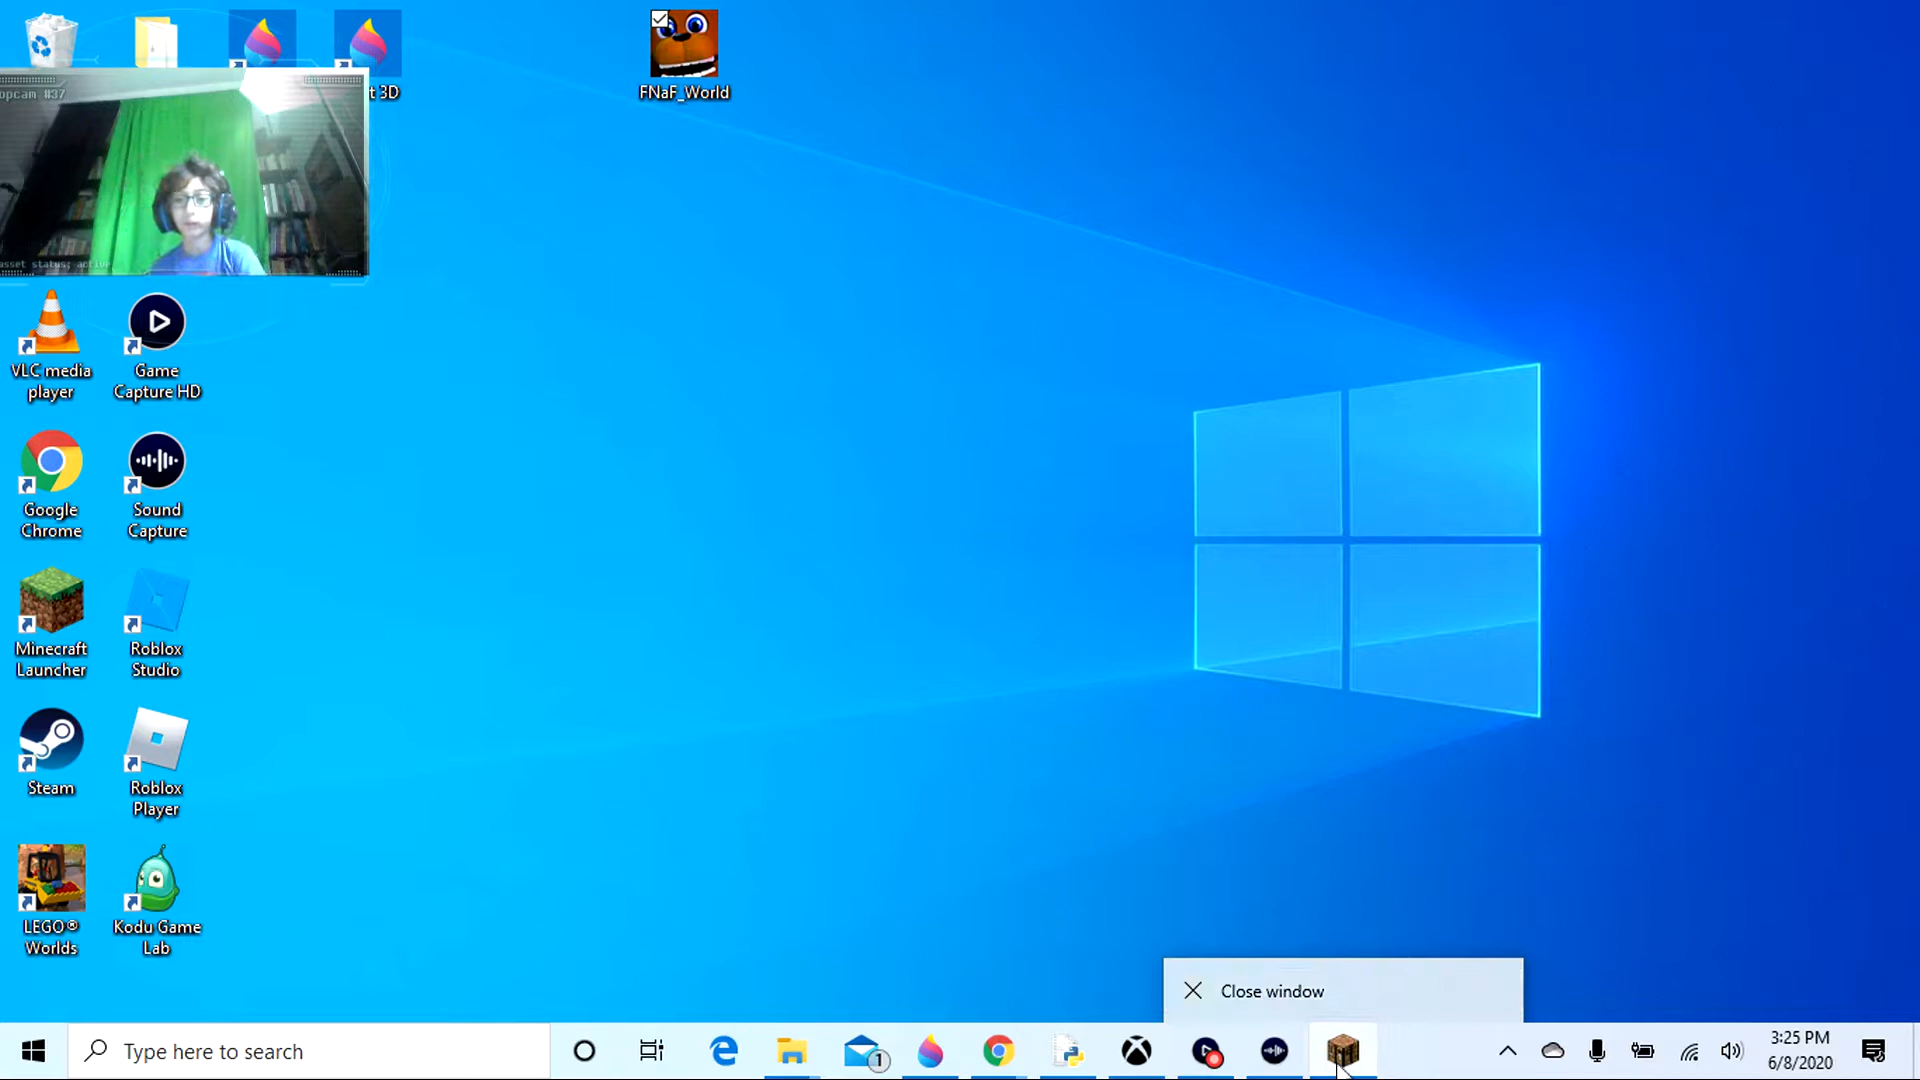 FNaF_World
t 3D
opcam #37
asset status: active
VLC media
player
Game
Capture HD
Google
Chrome
Sound
Capture
Minecraft
Launcher
Roblox
Studio
Steam
Roblox
Player
LEGO®
Worlds
Kodu Game
Lab
Close window
Type here to search
1
3:25 PM
6/8/2020